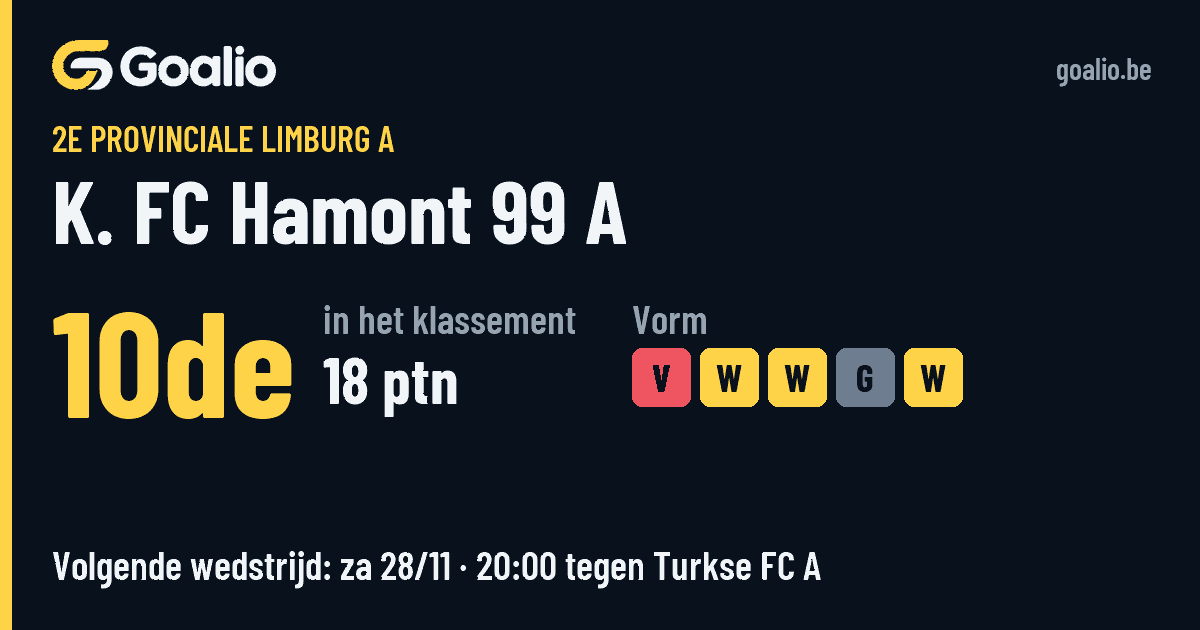 Goalio
goalio.be
2E PROVINCIALE LIMBURG A
K. FC Hamont 99 A
10de
in het klassement
18 ptn
Vorm
V W W G W
Volgende wedstrijd: za 28/11 · 20:00 tegen Turkse FC A